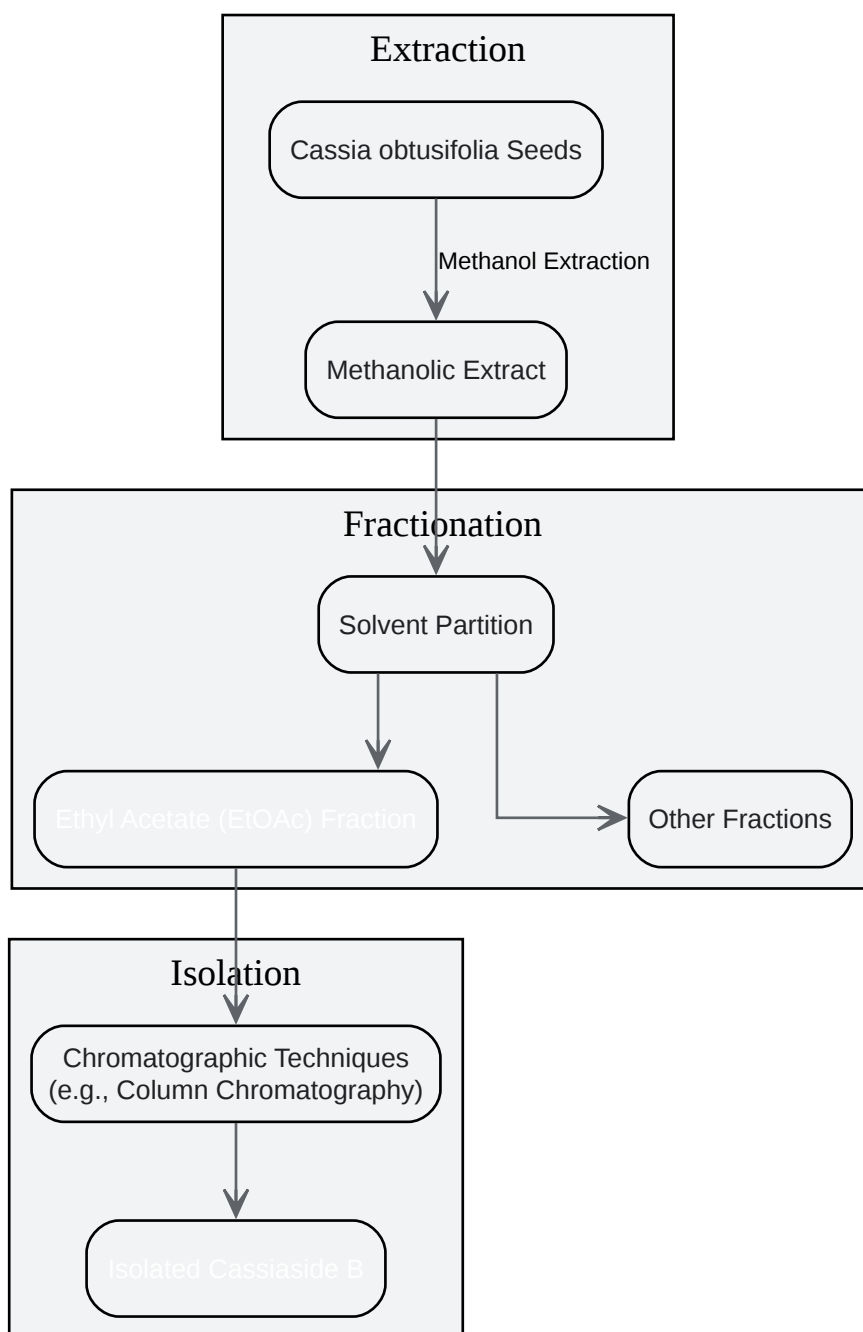 Extraction
Cassia obtusifolia Seeds
Methanol Extraction
Methanolic Extract
Fractionation
Solvent Partition
Ethyl Acetate (EtOAc) Fraction
Other Fractions
Isolation
Chromatographic Techniques
(e.g., Column Chromatography)
Isolated Cassiaside B